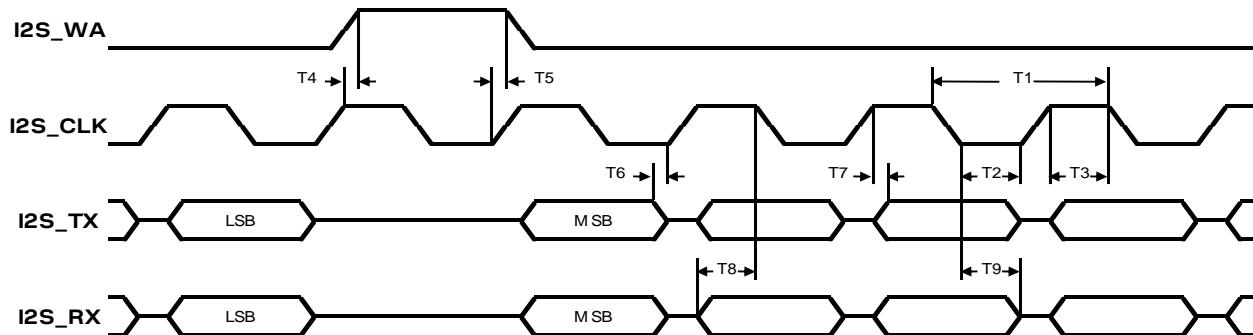 I2S_WA
T4
T5
T1
I2S_CLK
T6
T7
T2
T3
I2S_TX
LSB
MSB
T8
T9
I2S_RX
LSB
MSB